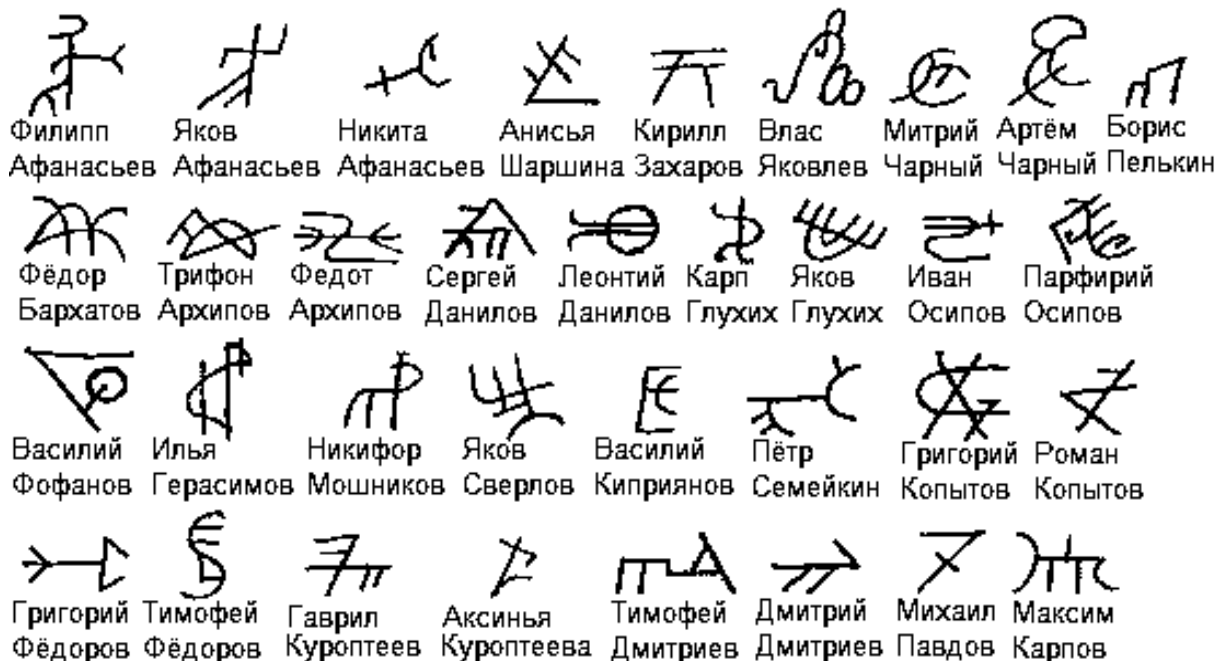 Филипп Яков Никита Анисья Кирилл Влас Митрий Артём Борис
Афанасьев Афанасьев Афанасьев Шаршина Захаров Яковлев Чарный Чарный Пелькин
Фёдор Трифон Федот Сергей Леонтий Карп Яков Иван Парфирий
Бархатов Архипов Архипов Данилов Данилов Глухих Глухих Осипов Осипов
Василий Илья Никифор Яков Василий Пётр Григорий Роман
Фофанов Герасимов Мошников Сверлов Киприянов Семейкин Копытов Копытов
Григорий Тимофей Гаврил Аксинья Тимофей Дмитрий Михаил Максим
Фёдоров Фёдоров Куроптеев Куроптеева Дмитриев Дмитриев Павдов Карпов